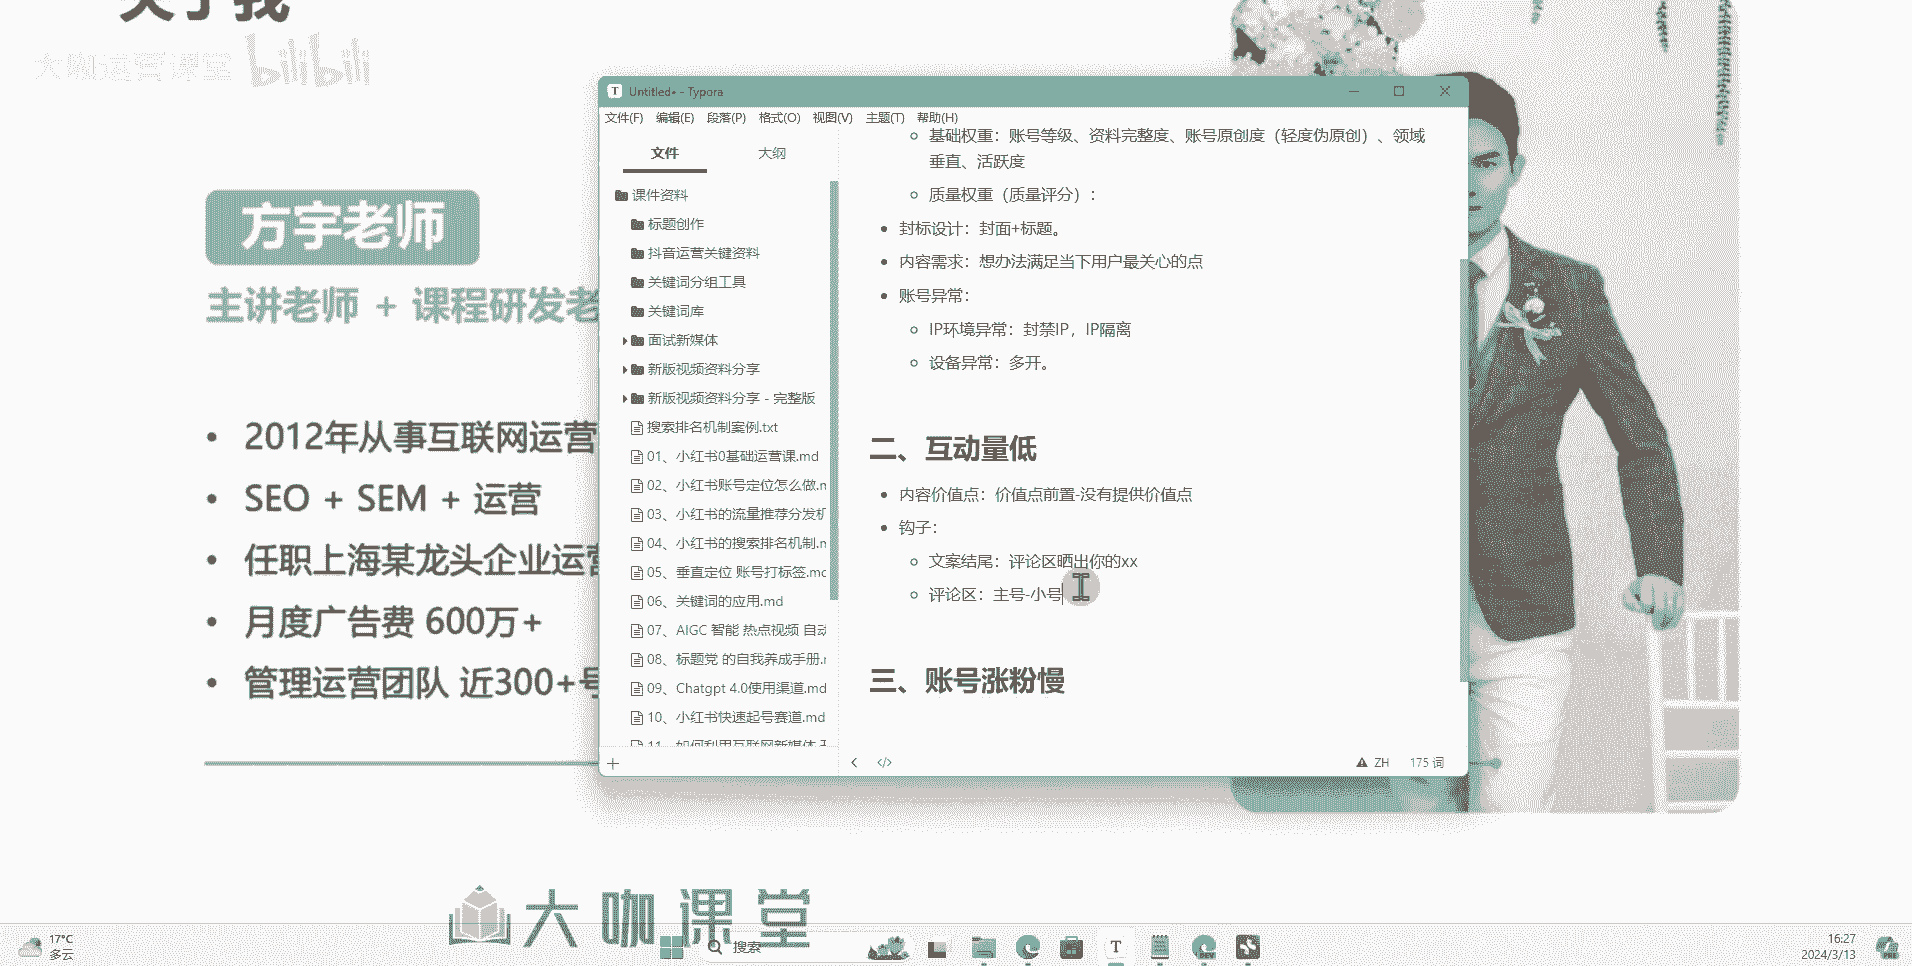 关于我
大咖运营课堂 bilibili
方宇老师
主讲老师 + 课程研发老
2012年从事互联网运营
SEO + SEM + 运营
任职上海某龙头企业运营
月度广告费 600万+
管理运营团队 近300+号
Untitled• - Typora
文件(F) 编辑(E) 段落(P) 格式(O) 视图(V) 主题(T) 帮助(H)
文件 大纲
课件资料
标题创作
抖音运营关键资料
关键词分组工具
关键词库
面试新媒体
新版视频资料分享
新版视频资料分享 - 完整版
搜索排名机制案例.txt
01、小红书0基础运营课.md
02、小红书账号定位怎么做.m
03、小红书的流量推荐分发机
04、小红书的搜索排名机制.m
05、垂直定位 账号打标签.mc
06、关键词的应用.md
07、AIGC 智能 热点视频 自动
08、标题党 的自我养成手册.r
09、Chatgpt 4.0使用渠道.md
10、小红书快速起号赛道.md
11、如何利用互联网新媒体
基础权重：账号等级、资料完整度、账号原创度（轻度伪原创）、领域
垂直、活跃度
质量权重（质量评分）：
封标设计：封面+标题。
内容需求：想办法满足当下用户最关心的点
账号异常：
IP环境异常：封禁IP，IP隔离
设备异常：多开。
二、互动量低
内容价值点：价值点前置-没有提供价值点
钩子：
文案结尾：评论区晒出你的xx
评论区：主号-小号
三、账号涨粉慢
ZH 175 词
大咖课堂
17°C
多云
搜索
16:27
2024/3/13